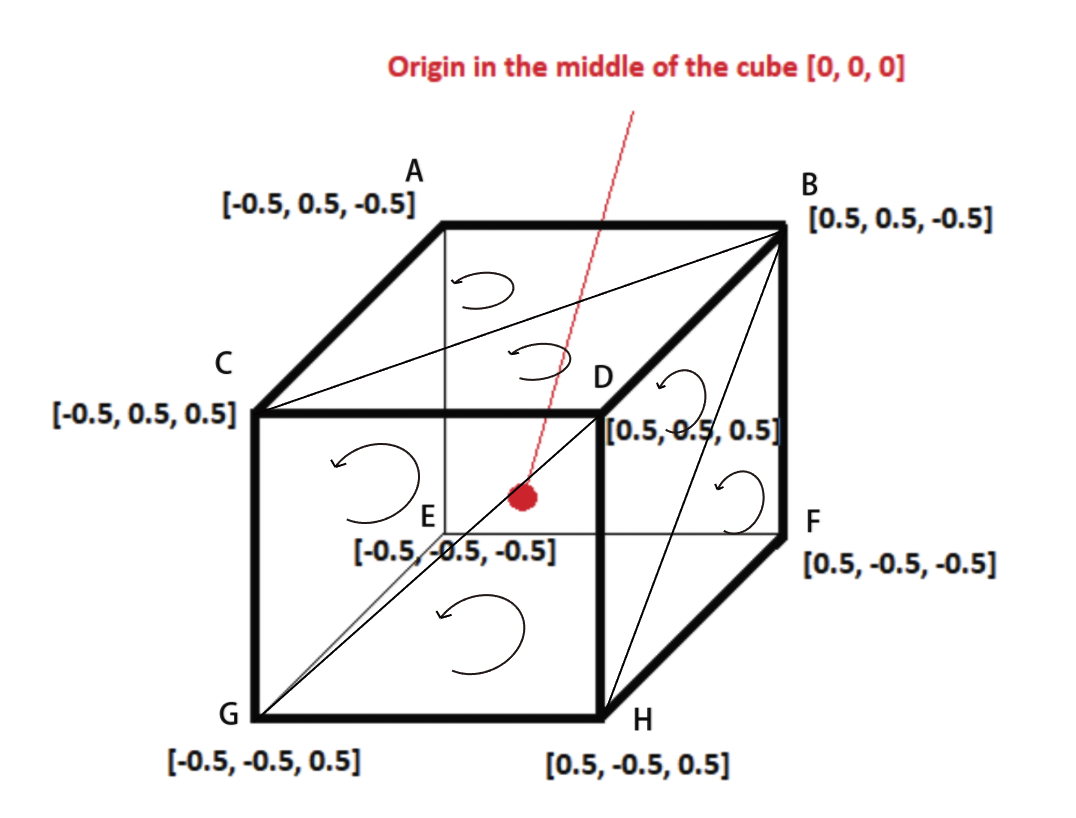 Origin in the middle of the cube [0, 0, 0]
A
[-0.5, 0.5, -0.5]
B
[0.5, 0.5, -0.5]
C
[-0.5, 0.5, 0.5]
D
[0.5, 0.5, 0.5]
E
[-0.5, -0.5, -0.5]
F
[0.5, -0.5, -0.5]
G
[-0.5, -0.5, 0.5]
H
[0.5, -0.5, 0.5]